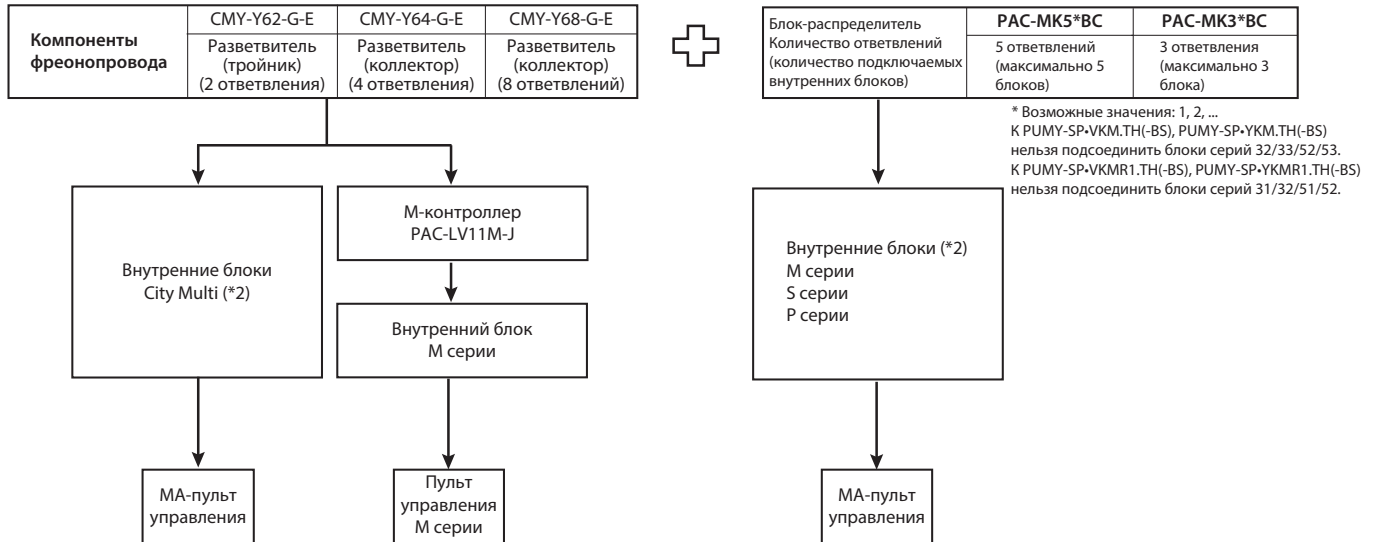 Компоненты
фреонопровода
CMY-Y62-G-E
CMY-Y64-G-E
CMY-Y68-G-E
Разветвитель
(тройник)
(2 ответвления)
Разветвитель
(коллектор)
(4 ответвления)
Разветвитель
(коллектор)
(8 ответвлений)
Блок-распределитель
Количество ответвлений
(количество подключаемых
внутренних блоков)
PAC-MK5*BC
PAC-MK3*BC
5 ответвлений
(максимально 5
блоков)
3 ответвления
(максимально 3
блока)
* Возможные значения: 1, 2, ...
К PUMY-SP•VKM.TH(-BS), PUMY-SP•YKM.TH(-BS)
нельзя подсоединить блоки серий 32/33/52/53.
К PUMY-SP•VKMR1.TH(-BS), PUMY-SP•YKMR1.TH(-BS)
нельзя подсоединить блоки серий 31/32/51/52.
Внутренние блоки
City Multi (*2)
М-контроллер
PAC-LV11M-J
Внутренний блок
М серии
Внутренние блоки (*2)
М серии
S серии
P серии
МА-пульт
управления
Пульт
управления
М серии
МА-пульт
управления